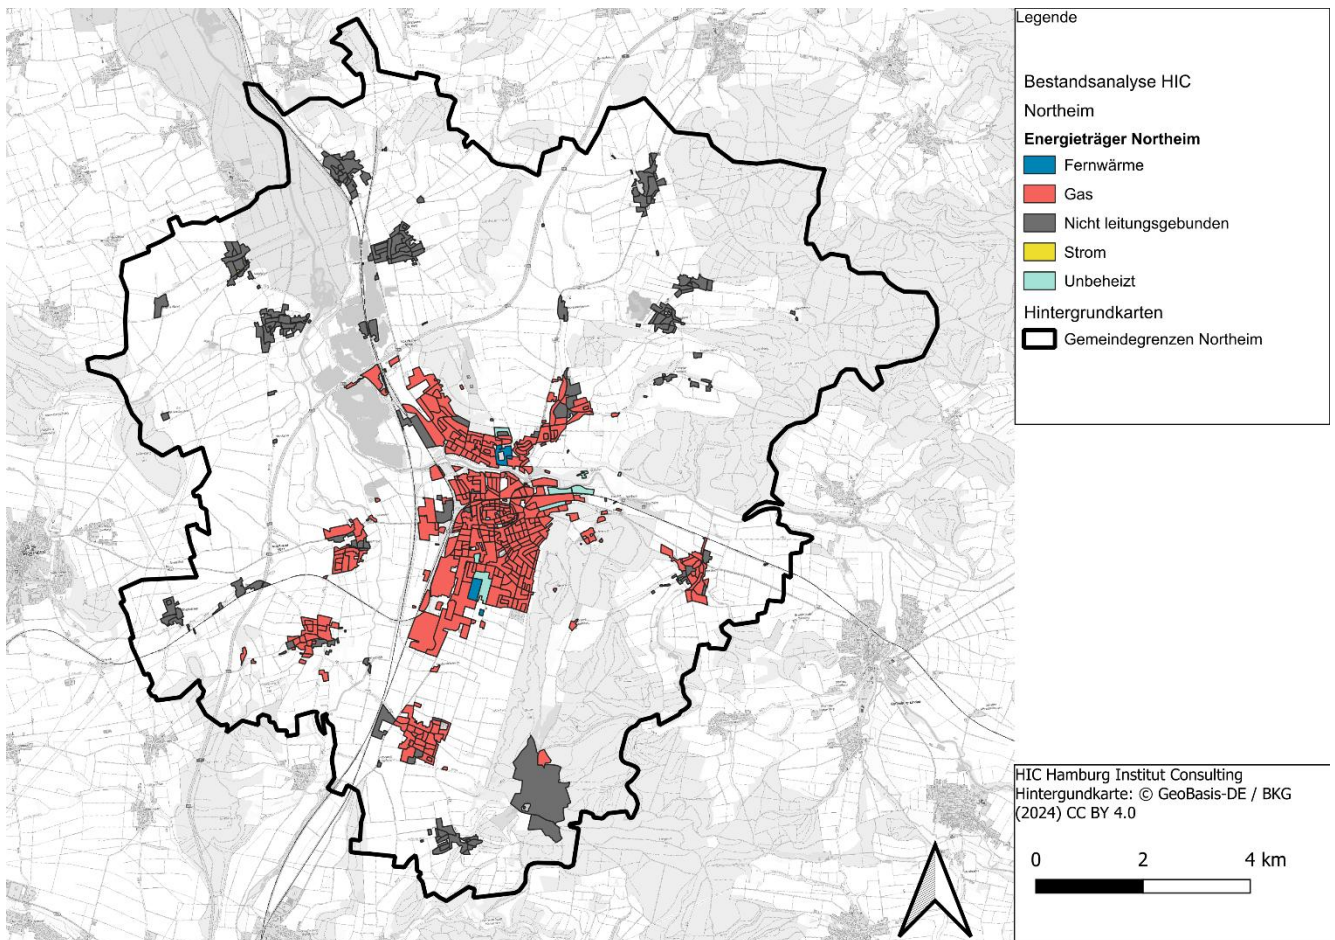 Legende
Bestandsanalyse HIC
Northeim
Energieträger Northeim
Fernwärme
Gas
Nicht leitungsgebunden
Strom
Unbeheizt
Hintergrundkarten
Gemeindegrenzen Northeim
HIC Hamburg Institut Consulting
Hintergundkarte: © GeoBasis-DE / BKG
(2024) CC BY 4.0
0 2 4 km